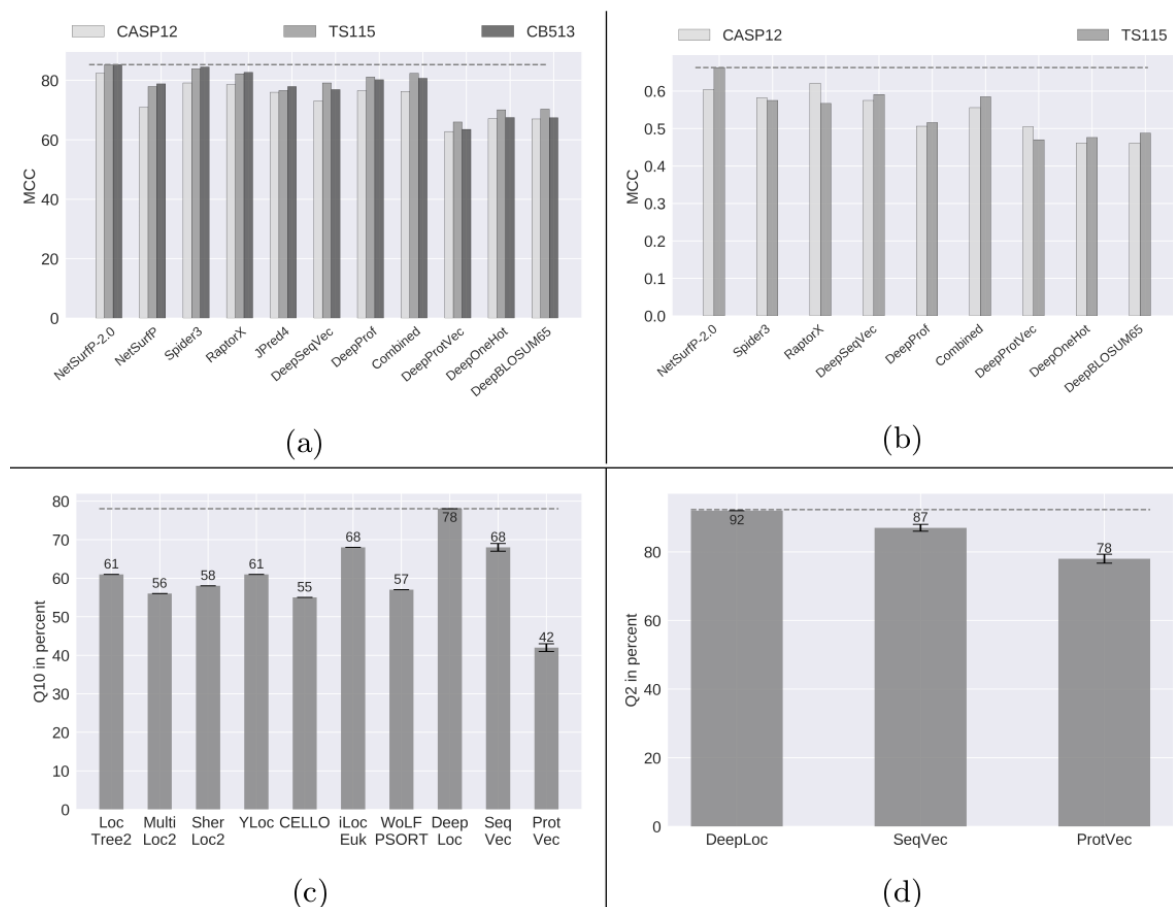 CASP12 TS115 CB513
MCC
80
60
40
20
0
NetSurfP-2.0
NetSurfP
Spider3
RaptorX
JPred4
DeepSeqVec
DeepProf
Combined
DeepProtVec
DeepOneHot
DeepBLOSUM65
(a)
CASP12 TS115
MCC
0.6
0.5
0.4
0.3
0.2
0.1
0.0
NetSurfP-2.0
Spider3
RaptorX
DeepSeqVec
DeepProf
Combined
DeepProtVec
DeepOneHot
DeepBLOSUM65
(b)
Q10 in percent
80
70
60
50
40
30
20
10
0
61 56 58 61 55 68 57 78 68 42
Loc Multi Sher YLoc CELLO iLoc WoLF Deep Seq Prot
Tree2 Loc2 Loc2 Euk PSORT Loc Vec Vec
(c)
Q2 in percent
80
60
40
20
0
92 87 78
DeepLoc SeqVec ProtVec
(d)